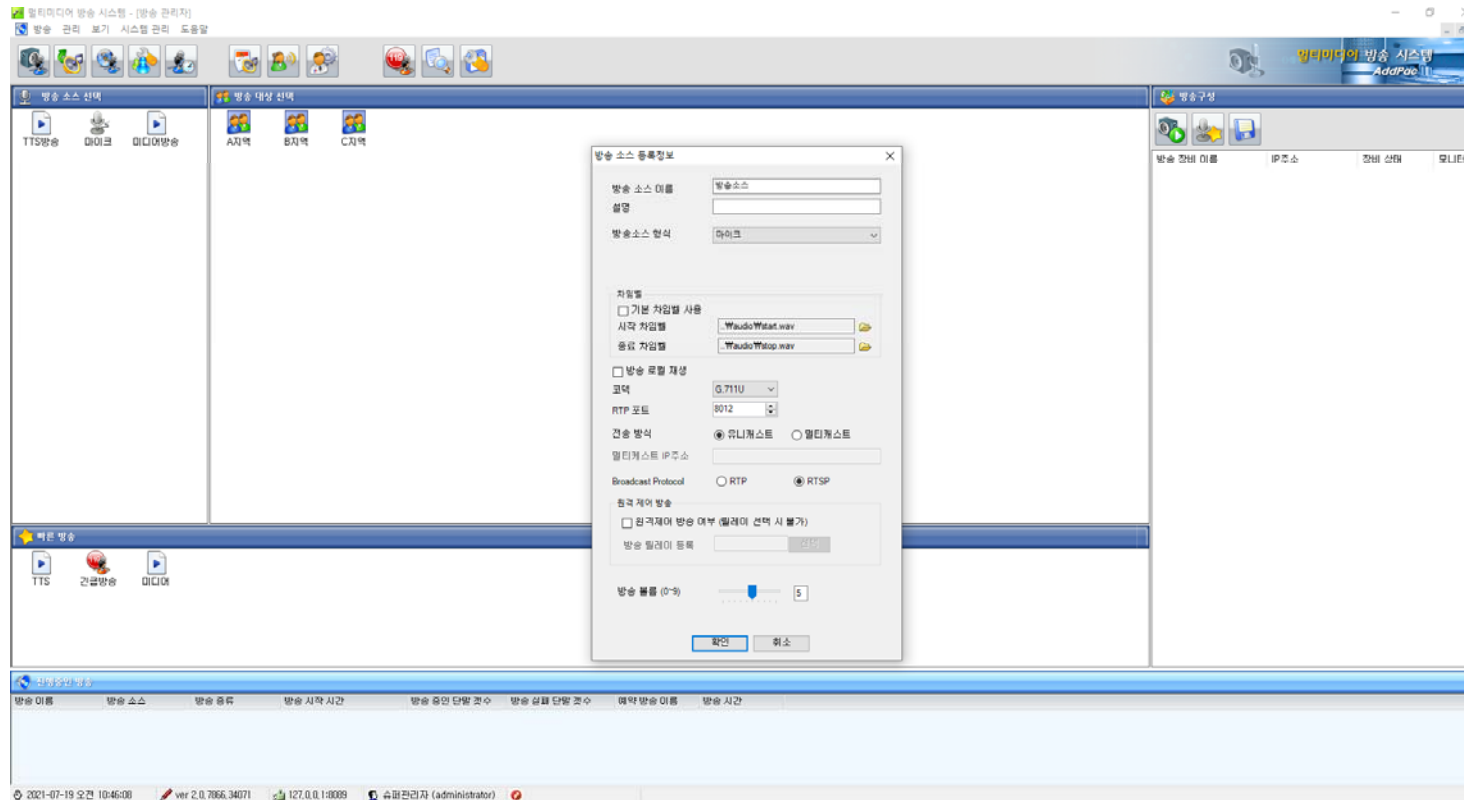 멀티미디어 방송 시스템 - [방송 관리자]
방송 관리 보기 시스템 관리 도움말
멀티미디어 방송 시스템
AddPac
방송 소스 선택
방송 대상 선택
방송구성
TTS방송 마이크 미디어방송
A지역 B지역 C지역
방송 장비 이름 IP주소 장비 상태
방송 소스 등록정보
방송 소스 이름 방송소스
설명
방송소스 형식 마이크
차임벨
기본 차임벨 사용
시작 차임벨 ..₩audio₩start.wav
종료 차임벨 ..₩audio₩stop.wav
방송 로컬 재생
코덱 G.711U
RTP 포트 8012
전송 방식 유니캐스트 멀티캐스트
멀티케스트 IP주소
Broadcast Protocol RTP RTSP
원격 제어 방송
원격제어 방송 여부 (릴레이 선택 시 불가)
방송 릴레이 등록 선택
방송 볼륨 (0~9) 5
확인 취소
빠른 방송
TTS 긴급방송 미디어
진행중인 방송
방송 이름 방송 소스 방송 종류 방송 시작 시간 방송 중인 단말 갯수 방송 실패 단말 갯수 예약 방송 이름 방송 시간
2021-07-19 오전 10:46:08 ver 2,0,7866,34071 127,0,0,1:8089 슈퍼관리자 (administrator)